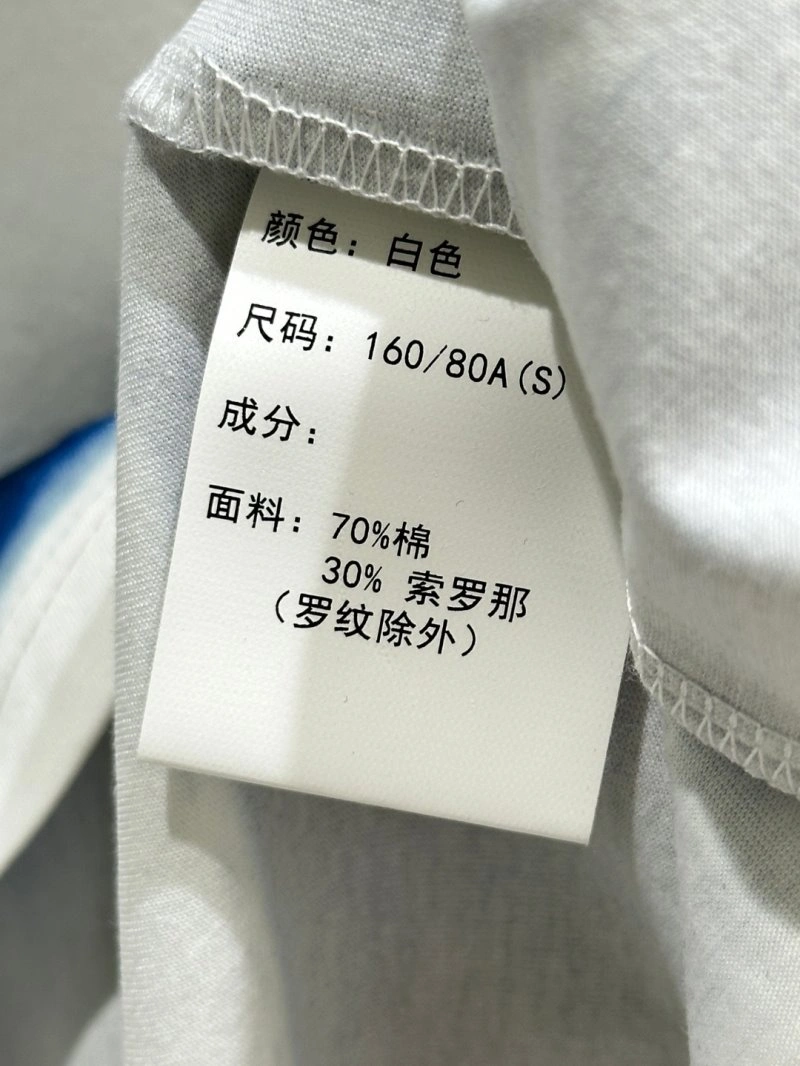 颜色：白色
尺码：160/80A(S)
成分：
面料：70%棉
30% 索罗那
（罗纹除外）